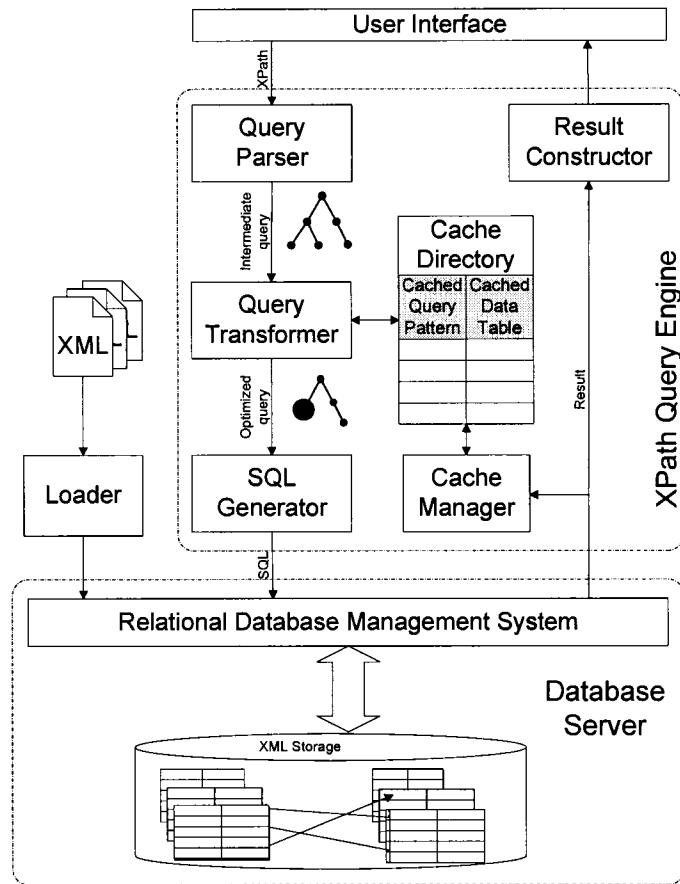 User Interface
XPath
Query
Parser
Result
Constructor
Intermediate
query
Cache
Directory
Cached
Query
Pattern
Cached
Data
Table
Query
Transformer
XML
Optimized
query
Result
XPath Query Engine
Loader
SQL
Generator
Cache
Manager
SQL
Relational Database Management System
Database
Server
XML Storage